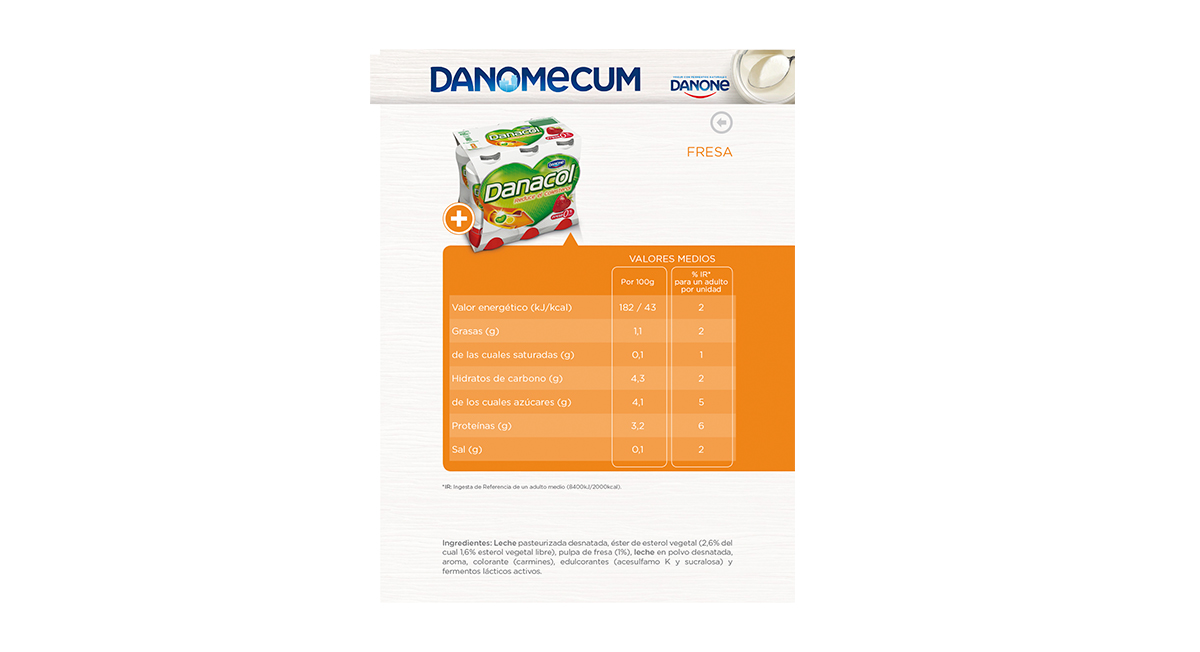 DANOMECUM
DANONE
FRESA
Danacol
Danacol
Reduce el Colesterol
VALORES MEDIOS
Por 100g
% IR*
para un adulto
por unidad
Valor energético (kJ/kcal) 182 / 43 2
Grasas (g) 1,1 2
de las cuales saturadas (g) 0,1 1
Hidratos de carbono (g) 4,3 2
de los cuales azúcares (g) 4,1 5
Proteínas (g) 3,2 6
Sal (g) 0,1 2
*IR: Ingesta de Referencia de un adulto medio (8400kJ/2000kcal).
Ingredientes: Leche pasteurizada desnatada, éster de esterol vegetal (2,6% del
cual 1,6% esterol vegetal libre), pulpa de fresa (1%), leche en polvo desnatada,
aroma, colorante (carmines), edulcorantes (acesulfamo K y sucralosa) y
fermentos lácticos activos.